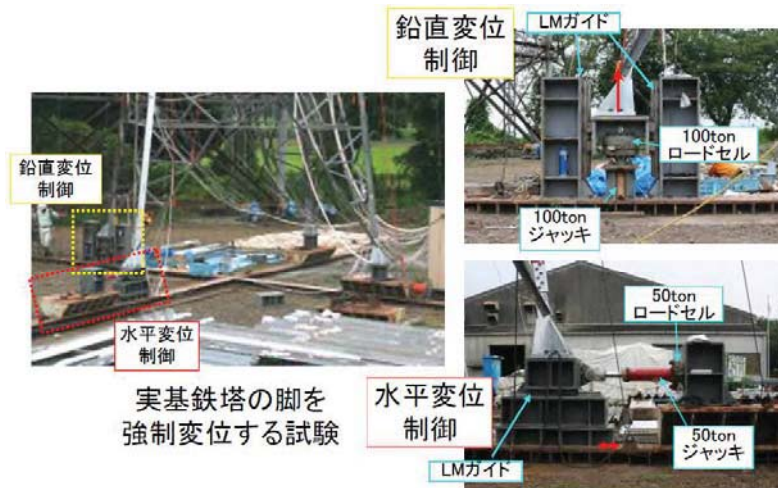 鉛直変位
制御
水平変位
制御
実基鉄塔の脚を
強制変位する試験
鉛直変位
制御
LMガイド
100ton
ロードセル
100ton
ジャッキ
50ton
ロードセル
水平変位
制御
LMガイド
50ton
ジャッキ